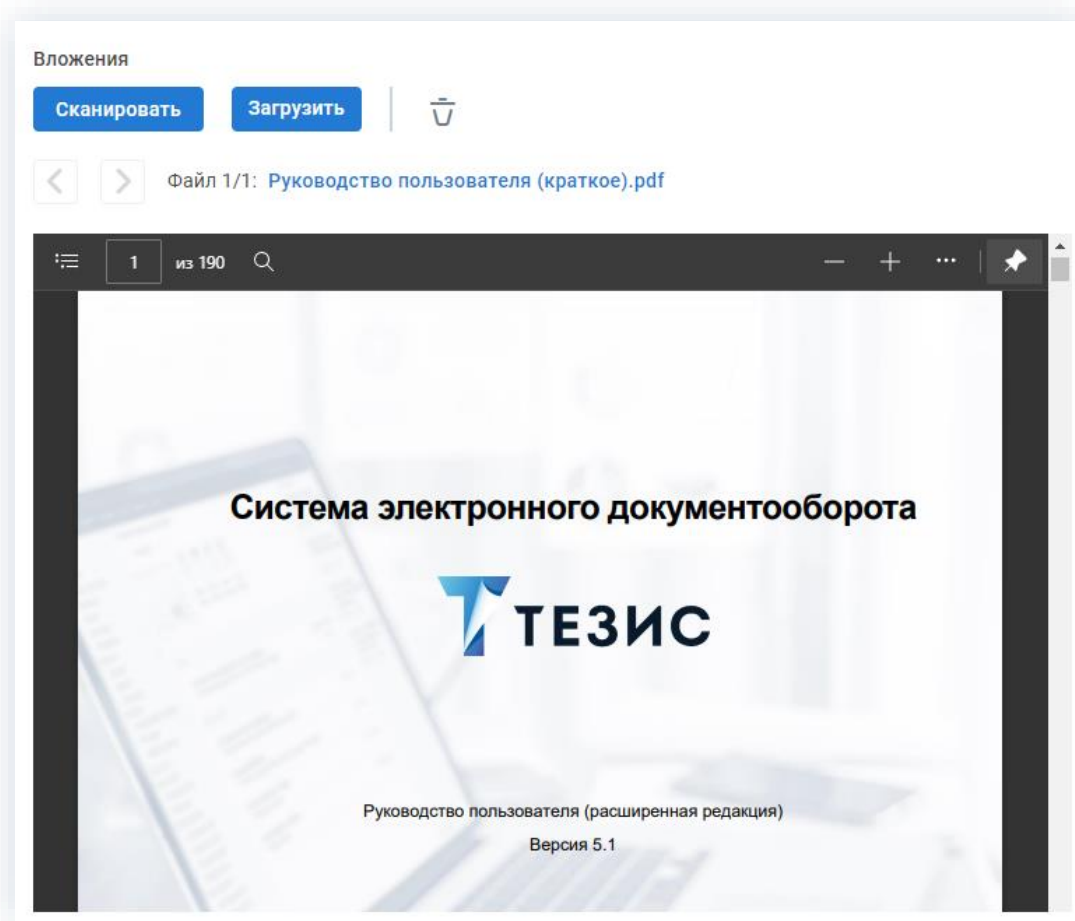 Вложения
Сканировать Загрузить
Файл 1/1: Руководство пользователя (краткое).pdf
1 из 190
Система электронного документооборота
ТЕЗИС
Руководство пользователя (расширенная редакция)
Версия 5.1